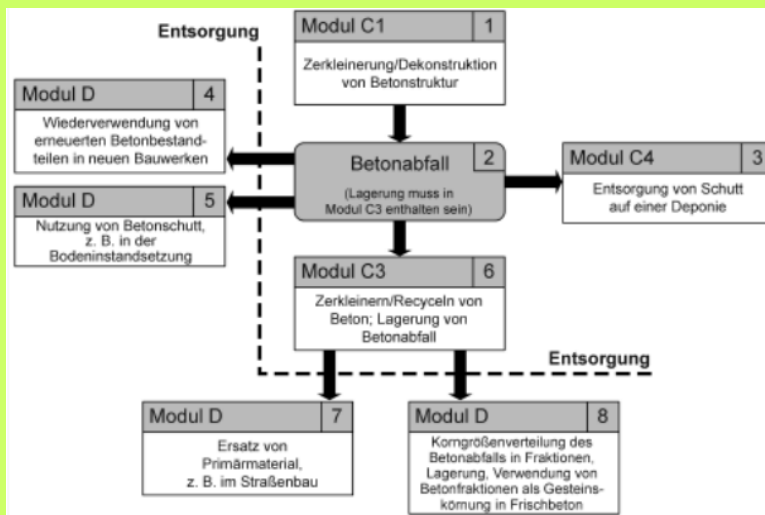 Entsorgung
Modul C1 1
Zerkleinerung/Dekonstruktion
von Betonstruktur
Modul D 4
Wiederverwendung von
erneuerten Betonbestand-
teilen in neuen Bauwerken
Betonabfall 2
(Lagerung muss in
Modul C3 enthalten sein)
Modul C4 3
Entsorgung von Schutt
auf einer Deponie
Modul D 5
Nutzung von Betonschutt,
z. B. in der
Bodeninstandsetzung
Modul C3 6
Zerkleinern/Recyceln von
Beton; Lagerung von
Betonabfall
Entsorgung
Modul D 7
Ersatz von
Primärmaterial,
z. B. im Straßenbau
Modul D 8
Korngrößenverteilung des
Betonabfalls in Fraktionen,
Lagerung, Verwendung von
Betonfraktionen als Gesteins-
körnung in Frischbeton